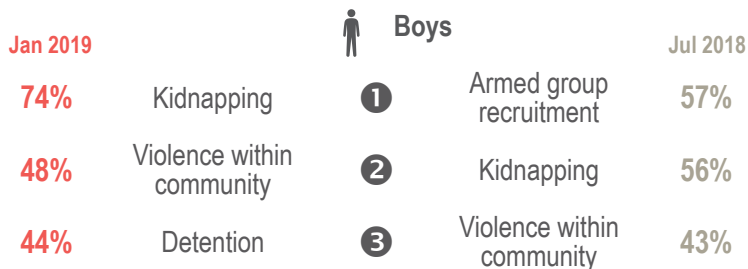 Boys
Jan 2019
Jul 2018
74% Kidnapping 1 Armed group
recruitment 57%
48% Violence within
community 2 Kidnapping 56%
44% Detention 3 Violence within
community 43%